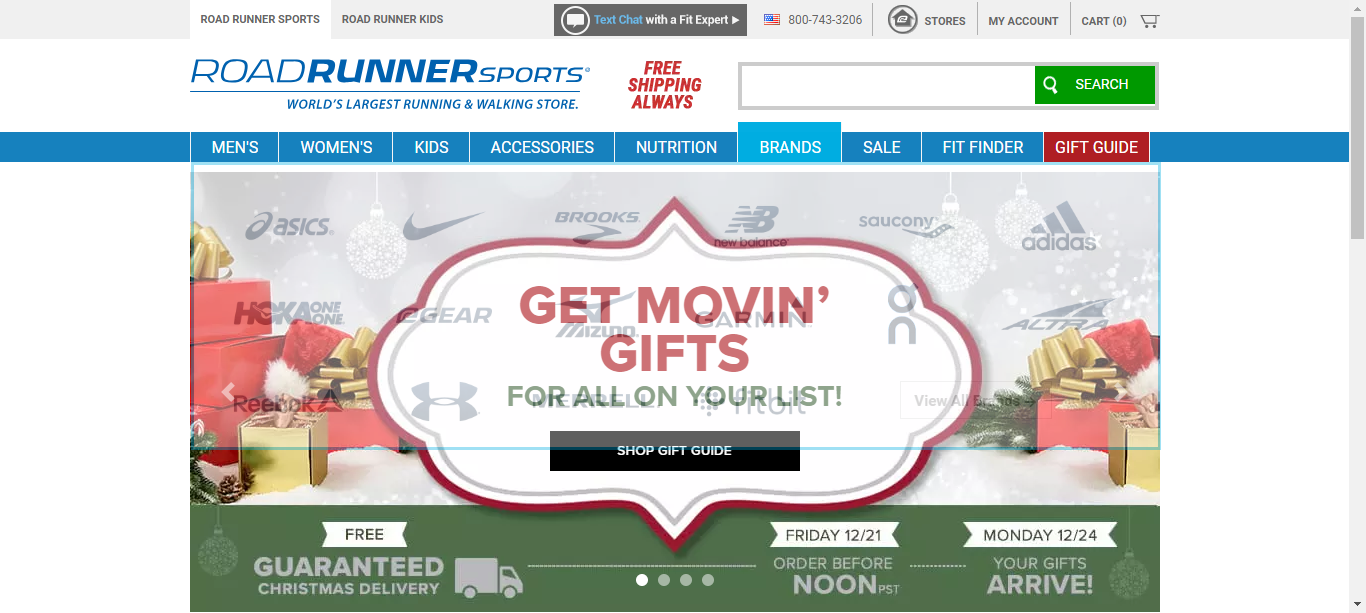 ROAD RUNNER SPORTS
ROAD RUNNER KIDS
Text Chat with a Fit Expert
800-743-3206
STORES
MY ACCOUNT
CART (0)
ROADRUNNERSPORTS
WORLD'S LARGEST RUNNING & WALKING STORE.
FREE
SHIPPING
ALWAYS
SEARCH
MEN'S
WOMEN'S
KIDS
ACCESSORIES
NUTRITION
BRANDS
SALE
FIT FINDER
GIFT GUIDE
asics
BROOKS
new balance
saucony
adidas
HOKA ONE ONE
eGEAR
MIZUNO
GARMIN
On
ALTRA
Reebok
MERRELL
fitbit
View All Brands
GET MOVIN'
GIFTS
FOR ALL ON YOUR LIST!
SHOP GIFT GUIDE
FREE
GUARANTEED
CHRISTMAS DELIVERY
FRIDAY 12/21
ORDER BEFORE
NOON PST
MONDAY 12/24
YOUR GIFTS
ARRIVE!